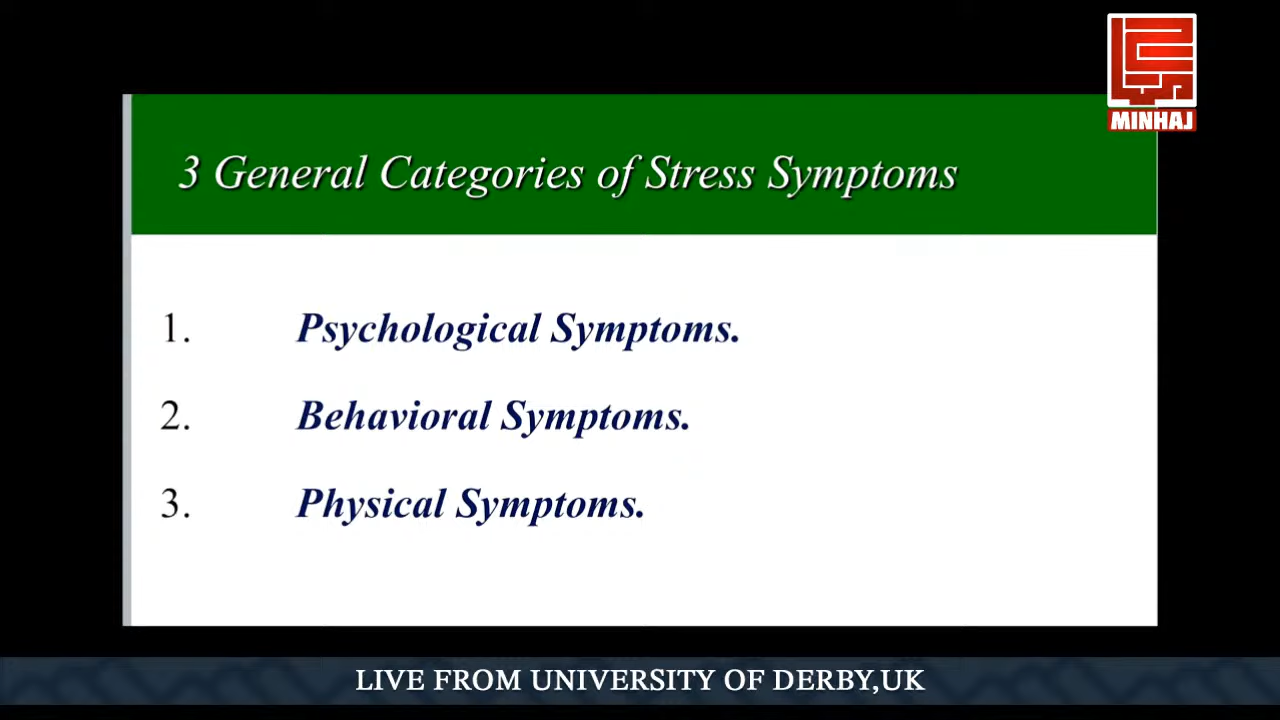 MINHAJ
3 General Categories of Stress Symptoms
1. Psychological Symptoms.
2. Behavioral Symptoms.
3. Physical Symptoms.
LIVE FROM UNIVERSITY OF DERBY,UK